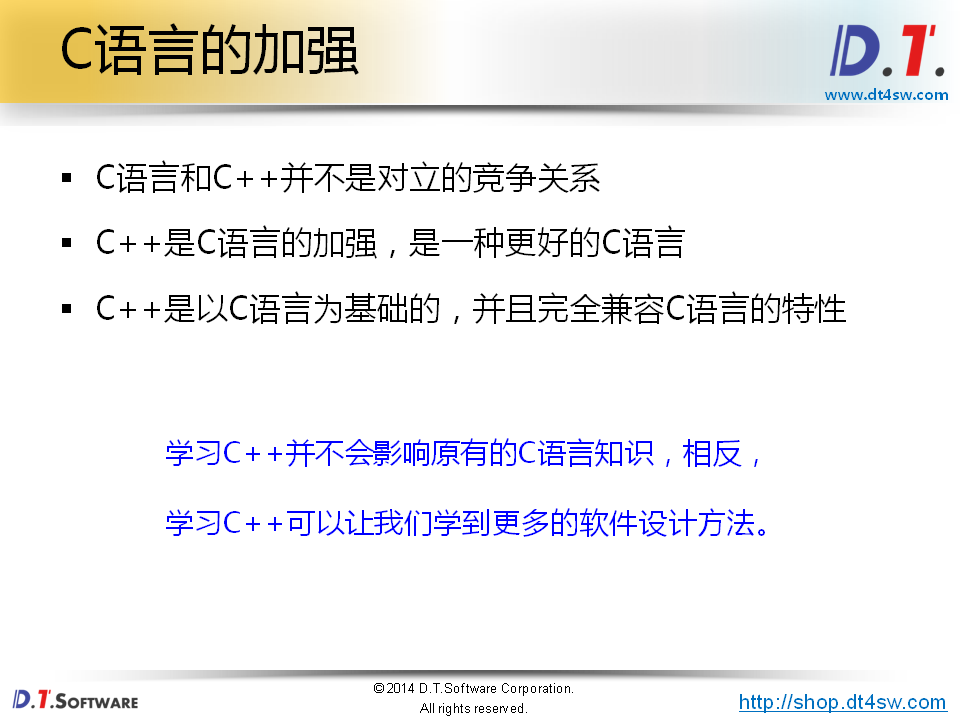 C语言的加强
D.T.
www.dt4sw.com
▪ C语言和C++并不是对立的竞争关系
▪ C++是C语言的加强，是一种更好的C语言
▪ C++是以C语言为基础的，并且完全兼容C语言的特性
学习C++并不会影响原有的C语言知识，相反，
学习C++可以让我们学到更多的软件设计方法。
D.T.SOFTWARE
©2014 D.T.Software Corporation.
All rights reserved.
http://shop.dt4sw.com